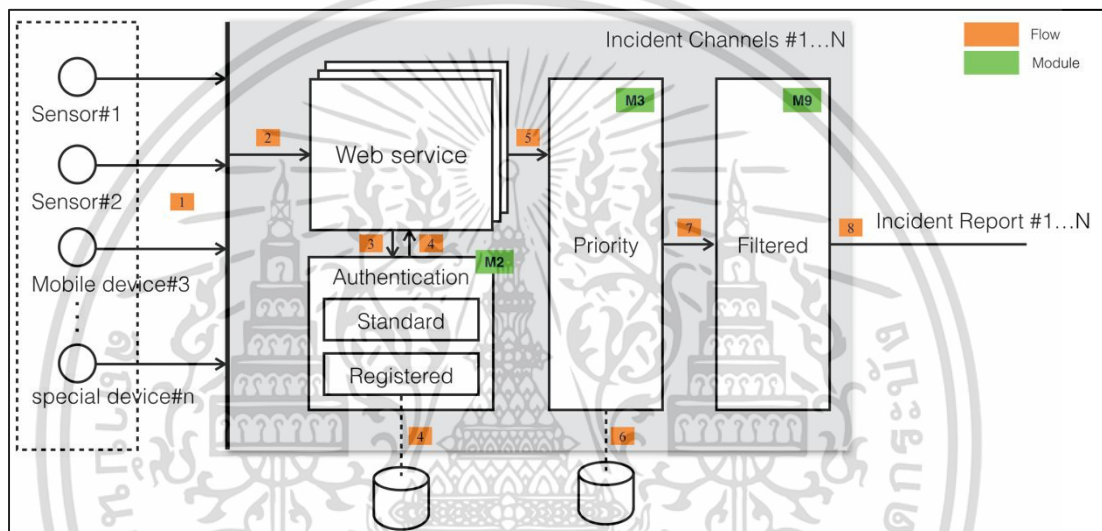 Incident Channels #1...N
Flow
Module
Sensor#1
Sensor#2
Mobile device#3
special device#n
1
2
Web service
3
4
Authentication
M2
Standard
Registered
4
5
M3
Priority
6
7
M9
Filtered
8
Incident Report #1...N